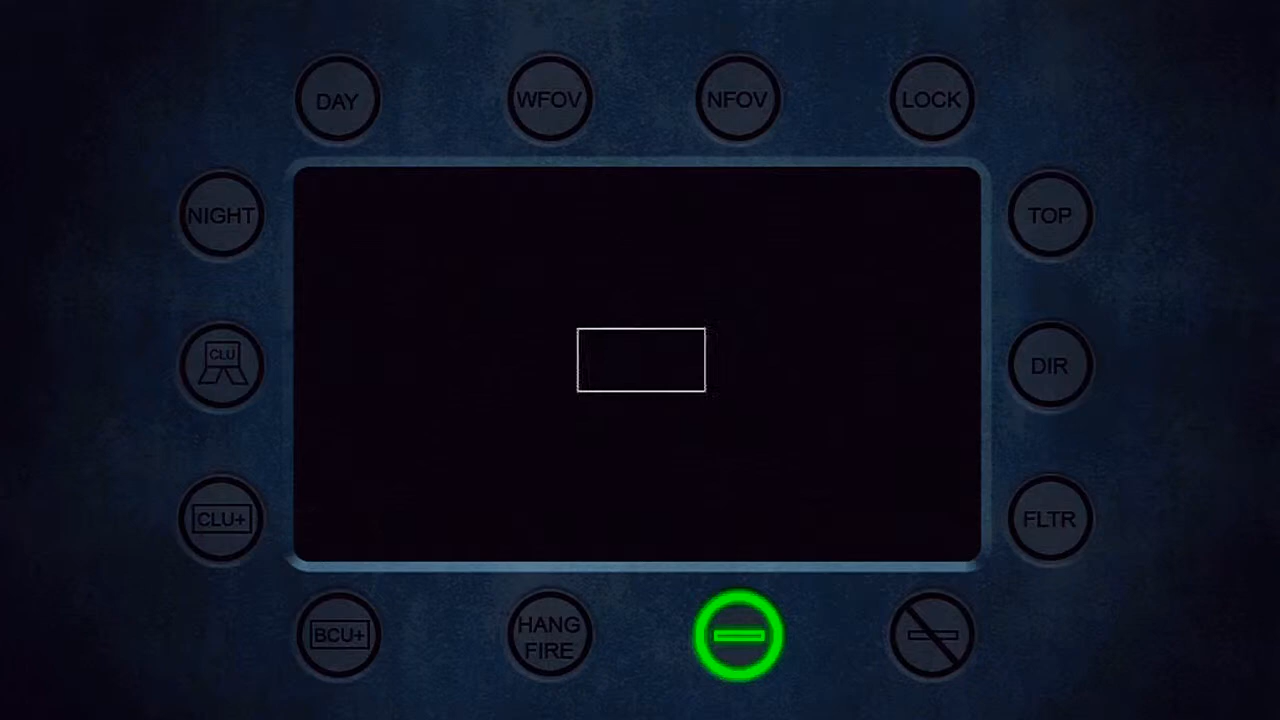 DAY
WFOV
NFOV
LOCK
NIGHT
TOP
CLU
DIR
CLU+
FLTR
BCU+
HANG
FIRE